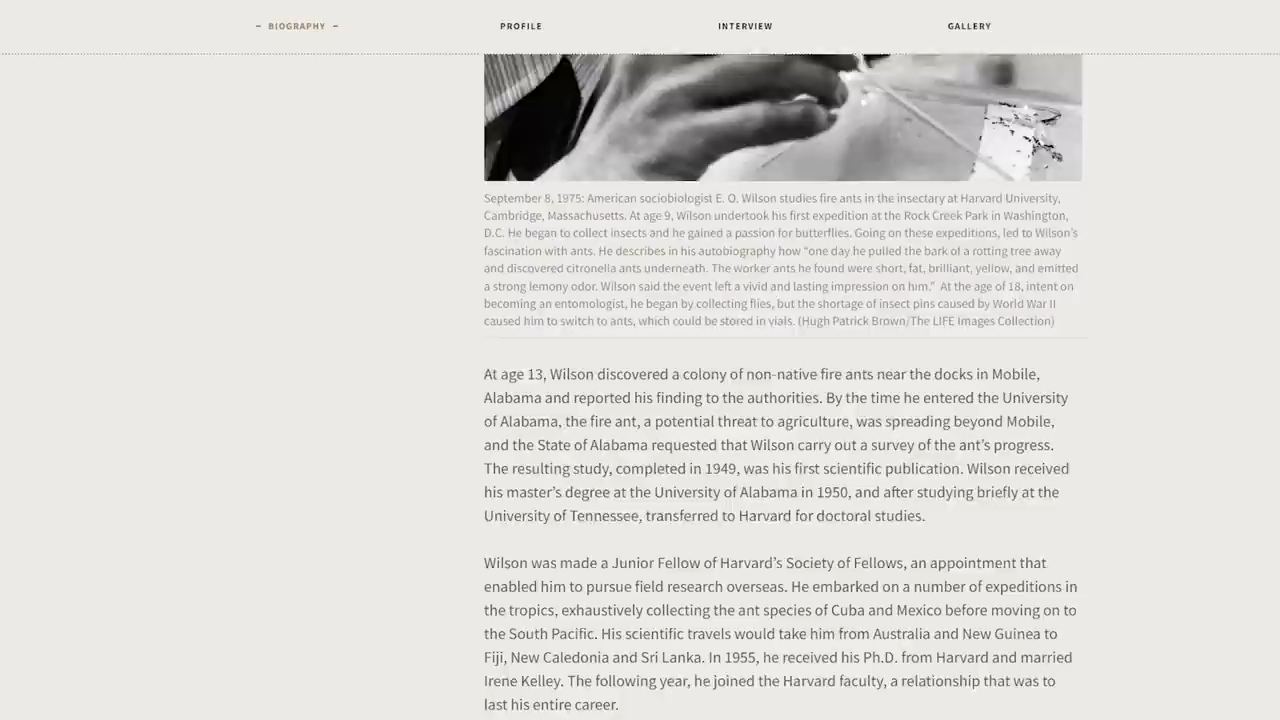 – BIOGRAPHY –
PROFILE
INTERVIEW
GALLERY
September 8, 1975: American sociobiologist E. O. Wilson studies fire ants in the insectary at Harvard University,
Cambridge, Massachusetts. At age 9, Wilson undertook his first expedition at the Rock Creek Park in Washington,
D.C. He began to collect insects and he gained a passion for butterflies. Going on these expeditions, led to Wilson’s
fascination with ants. He describes in his autobiography how “one day he pulled the bark of a rotting tree away
and discovered citronella ants underneath. The worker ants he found were short, fat, brilliant, yellow, and emitted
a strong lemony odor. Wilson said the event left a vivid and lasting impression on him.” At the age of 18, intent on
becoming an entomologist, he began by collecting flies, but the shortage of insect pins caused by World War II
caused him to switch to ants, which could be stored in vials. (Hugh Patrick Brown/The LIFE Images Collection)
At age 13, Wilson discovered a colony of non-native fire ants near the docks in Mobile,
Alabama and reported his finding to the authorities. By the time he entered the University
of Alabama, the fire ant, a potential threat to agriculture, was spreading beyond Mobile,
and the State of Alabama requested that Wilson carry out a survey of the ant’s progress.
The resulting study, completed in 1949, was his first scientific publication. Wilson received
his master’s degree at the University of Alabama in 1950, and after studying briefly at the
University of Tennessee, transferred to Harvard for doctoral studies.
Wilson was made a Junior Fellow of Harvard’s Society of Fellows, an appointment that
enabled him to pursue field research overseas. He embarked on a number of expeditions in
the tropics, exhaustively collecting the ant species of Cuba and Mexico before moving on to
the South Pacific. His scientific travels would take him from Australia and New Guinea to
Fiji, New Caledonia and Sri Lanka. In 1955, he received his Ph.D. from Harvard and married
Irene Kelley. The following year, he joined the Harvard faculty, a relationship that was to
last his entire career.